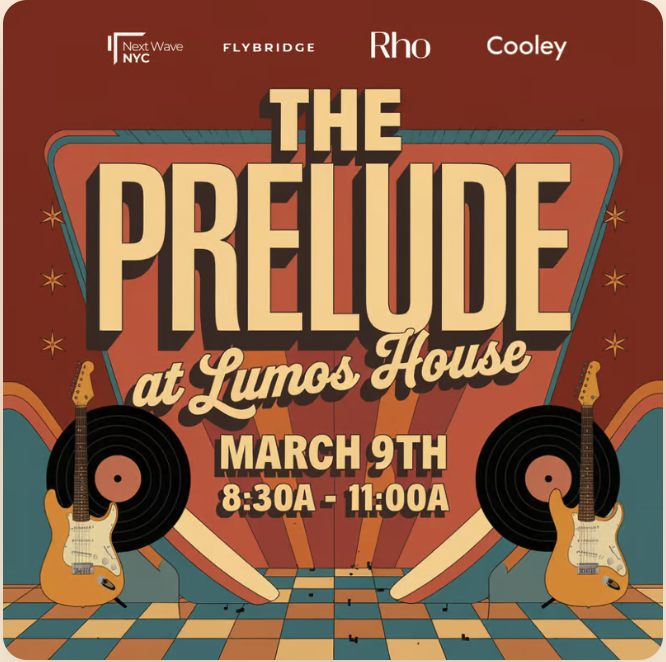 Next Wave
NYC
FLYBRIDGE
Rho
Cooley
THE
PRELUDE
at Lumos House
MARCH 9TH
8:30A - 11:00A